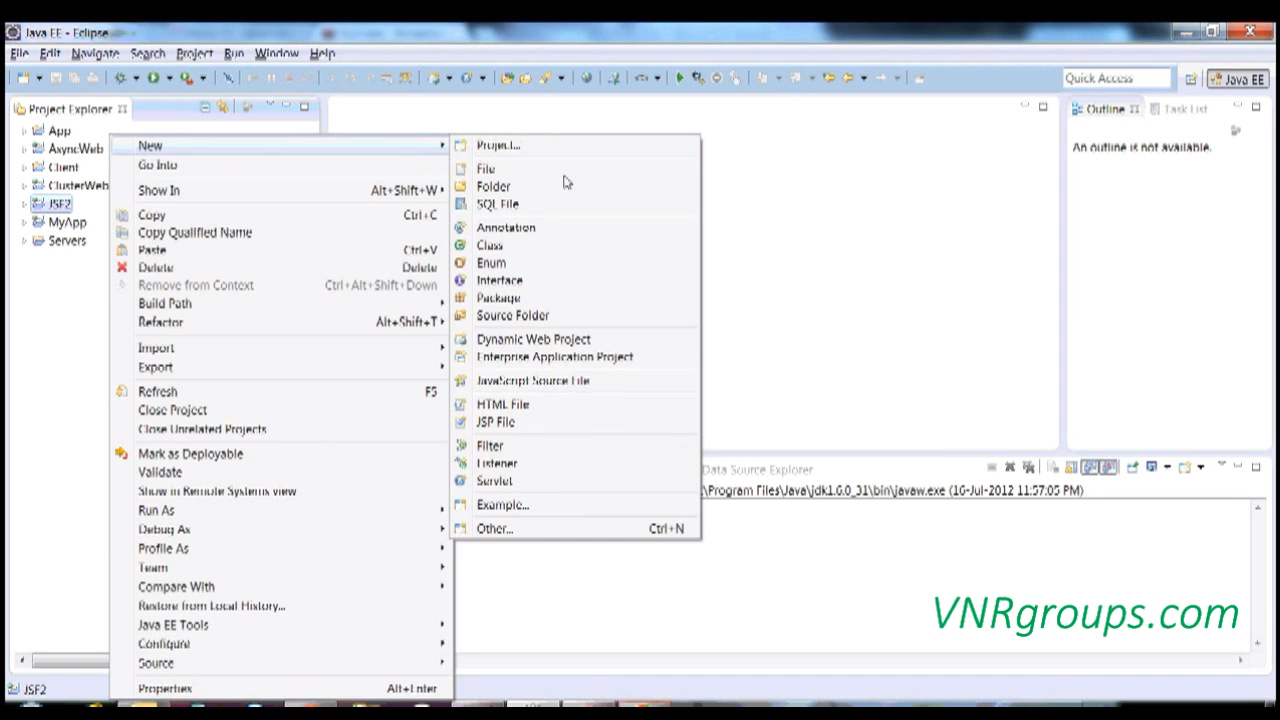 Java EE - Eclipse
File Edit Navigate Search Project Run Window Help
Quick Access
Java EE
Project Explorer
App
AsyncWeb
Client
ClusterWeb
JSF2
MyApp
Servers
New
Go Into
Show In Alt+Shift+W
Copy Ctrl+C
Copy Qualified Name
Paste Ctrl+V
Delete Delete
Remove from Context Ctrl+Alt+Shift+Down
Build Path
Refactor Alt+Shift+T
Import
Export
Refresh F5
Close Project
Close Unrelated Projects
Mark as Deployable
Validate
Show in Remote Systems view
Run As
Debug As
Profile As
Team
Compare With
Restore from Local History...
Java EE Tools
Configure
Source
Properties Alt+Enter
Project...
File
Folder
SQL File
Annotation
Class
Enum
Interface
Package
Source Folder
Dynamic Web Project
Enterprise Application Project
JavaScript Source File
HTML File
JSP File
Filter
Listener
Servlet
Example...
Other... Ctrl+N
Outline Task List
An outline is not available.
Data Source Explorer
\Program Files\Java\jdk1.6.0_31\bin\javaw.exe (16-Jul-2012 11:57:05 PM)
VNRgroups.com
JSF2